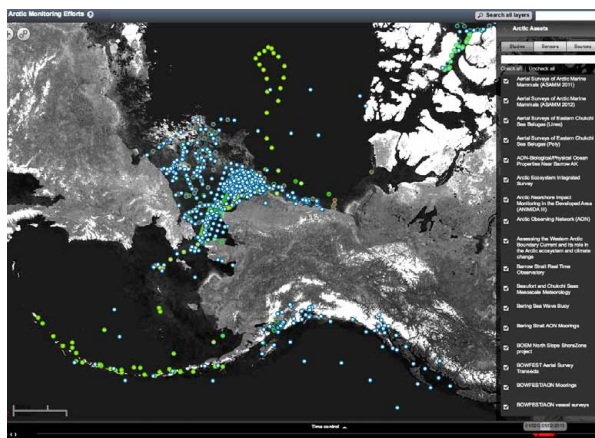 Arctic Monitoring Efforts
Search all layers
Arctic Assets
Studies
Sensors
Sources
Check all | Uncheck all
Aerial Surveys of Arctic Marine
Mammals (ASAMM 2011)
Aerial Surveys of Arctic Marine
Mammals (ASAMM 2012)
Aerial Surveys of Eastern Chukchi
Sea Belugas (Lines)
Aerial Surveys of Eastern Chukchi
Sea Belugas (Poly)
AON-Biological/Physical Ocean
Properties Near Barrow AK
Arctic Ecosystem Integrated
Survey
Arctic Nearshore Impact
Monitoring in the Developed Area
(ANIMIDA III)
Arctic Observing Network (AON)
Assessing the Western Arctic
Boundary Current and its role in
the Arctic ecosystem and climate
change
Barrow Strait Real Time
Observatory
Beaufort and Chukchi Seas
Mesoscale Meteorology
Bering Sea Wave Buoy
Bering Strait AON Moorings
BOEM North Slope ShoreZone
project
BOWFEST Aerial Survey
Transects
BOWFEST/AON Moorings
BOWFEST/AON vessel surveys
Time control